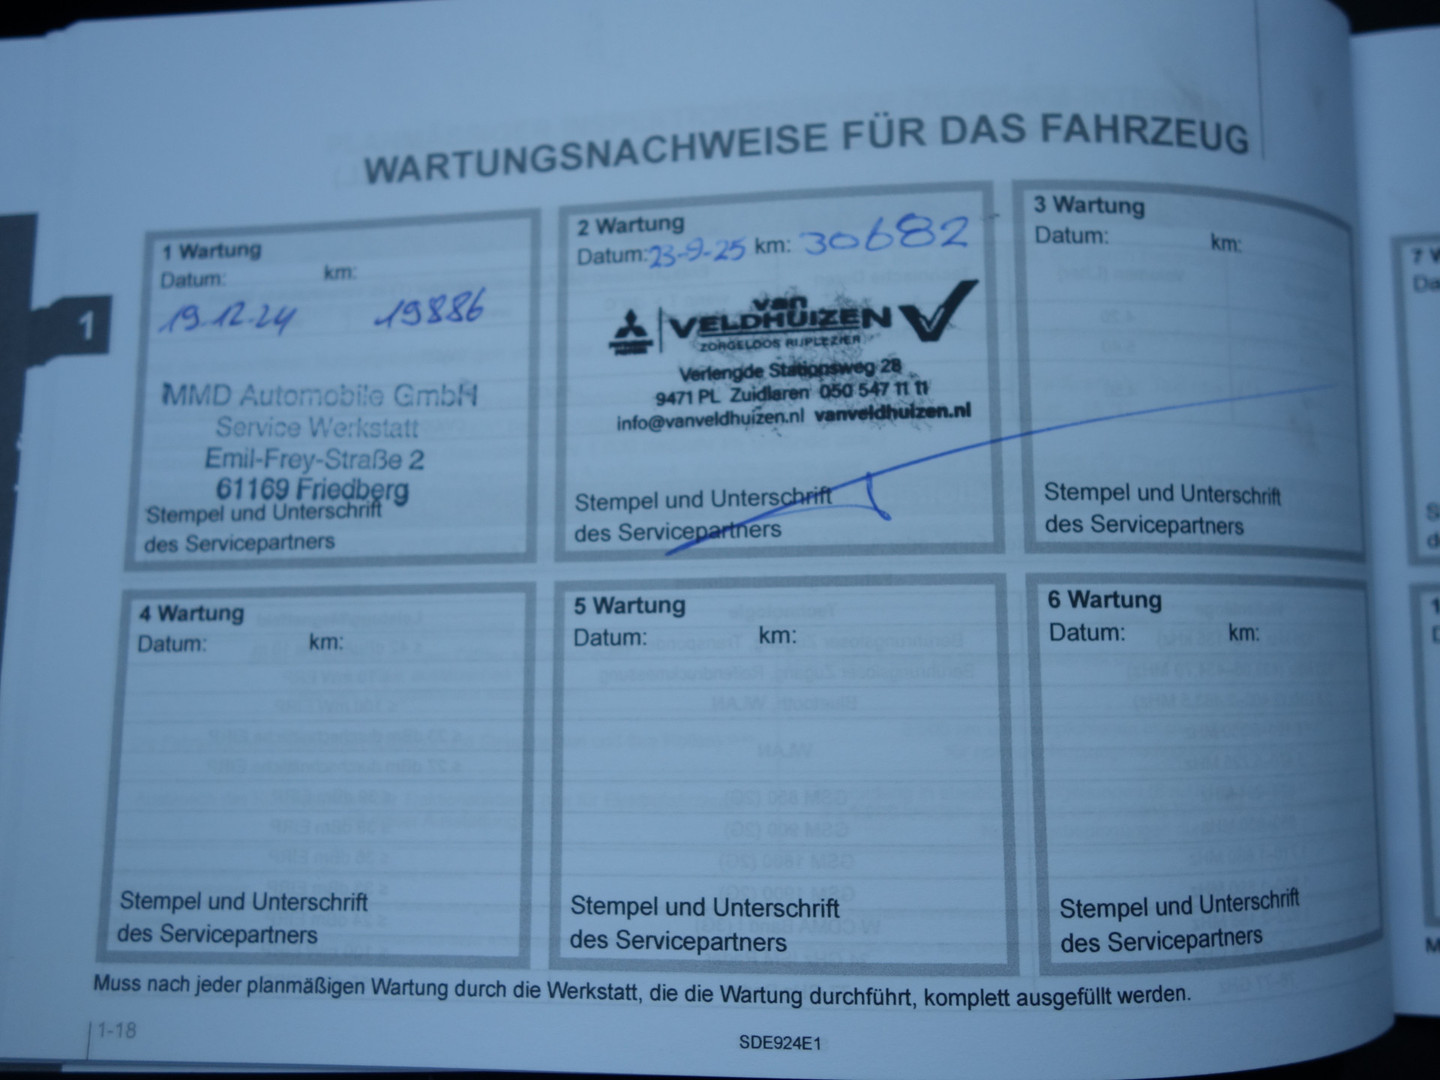 WARTUNGSNACHWEISE FÜR DAS FAHRZEUG
1 Wartung
Datum: km:
19.12.24 19886
MMD Automobile GmbH
Service Werkstatt
Emil-Frey-Straße 2
61169 Friedberg
Stempel und Unterschrift
des Servicepartners
2 Wartung
Datum: 23-9-25 km: 30682
van
VELDHUIZEN
ZORGELOOS RIJPLEZIER
Verlengde Stationsweg 28
9471 PL Zuidlaren 050 547 11 11
info@vanveldhuizen.nl vanveldhuizen.nl
Stempel und Unterschrift
des Servicepartners
3 Wartung
Datum: km:
Stempel und Unterschrift
des Servicepartners
1
4 Wartung
Datum: km:
Stempel und Unterschrift
des Servicepartners
5 Wartung
Datum: km:
Stempel und Unterschrift
des Servicepartners
6 Wartung
Datum: km:
Stempel und Unterschrift
des Servicepartners
Muss nach jeder planmäßigen Wartung durch die Werkstatt, die die Wartung durchführt, komplett ausgefüllt werden.
1-18
SDE924E1